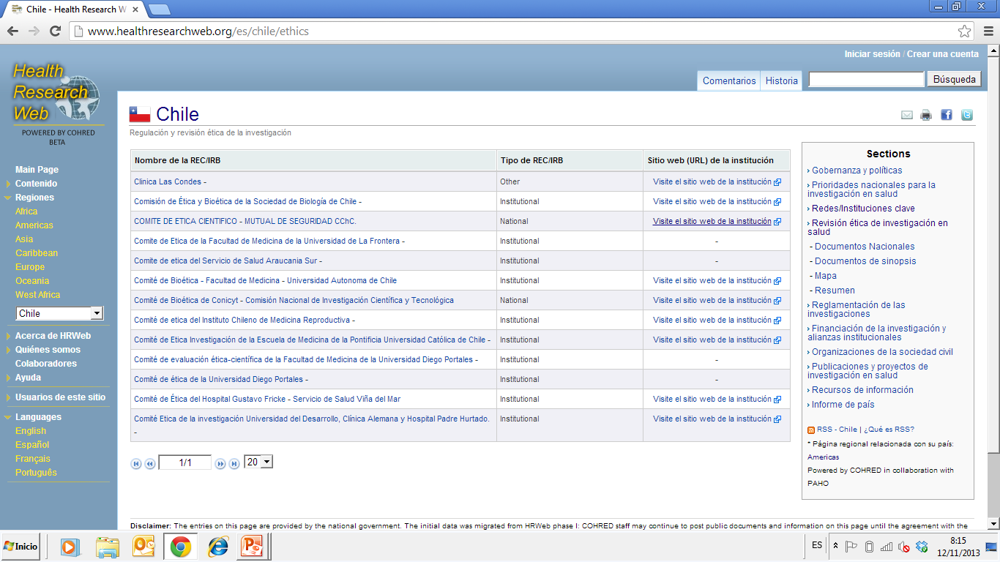 Chile - Health Research W
www.healthresearchweb.org/es/chile/ethics
Iniciar sesión / Crear una cuenta
Comentarios
Historia
Búsqueda
Health
Research
Web
POWERED BY COHRED
BETA
Main Page
Contenido
Regiones
Africa
Americas
Asia
Caribbean
Europe
Oceania
West Africa
Chile
Acerca de HRWeb
Quiénes somos
Colaboradores
Ayuda
Usuarios de este sitio
Languages
English
Español
Français
Português
Chile
Regulación y revisión ética de la investigación
Nombre de la REC/IRB Tipo de REC/IRB Sitio web (URL) de la institución
Clinica Las Condes - Other Visite el sitio web de la institución
Comisión de Ética y Bioética de la Sociedad de Biología de Chile - Institutional Visite el sitio web de la institución
COMITE DE ETICA CIENTIFICO - MUTUAL DE SEGURIDAD CChC. National Visite el sitio web de la institución
Comite de Etica de la Facultad de Medicina de la Universidad de La Frontera - Institutional -
Comite de etica del Servicio de Salud Araucania Sur - Institutional -
Comité de Bioética - Facultad de Medicina - Universidad Autonoma de Chile Institutional Visite el sitio web de la institución
Comité de Bioética de Conicyt - Comisión Nacional de Investigación Científica y Tecnológica National Visite el sitio web de la institución
Comité de etica del Instituto Chileno de Medicina Reproductiva - Institutional Visite el sitio web de la institución
Comité de Etica Investigación de la Escuela de Medicina de la Pontificia Universidad Católica de Chile - Institutional Visite el sitio web de la institución
Comité de evaluación ética-científica de la Facultad de Medicina de la Universidad Diego Portales - Institutional -
Comité de ética de la Universidad Diego Portales - Institutional -
Comité de Ética del Hospital Gustavo Fricke - Servicio de Salud Viña del Mar Institutional Visite el sitio web de la institución
Comité Etica de la investigación Universidad del Desarrollo, Clínica Alemana y Hospital Padre Hurtado. Institutional Visite el sitio web de la institución
-
1/1 20
Sections
Gobernanza y políticas
Prioridades nacionales para la
investigación en salud
Redes/Instituciones clave
Revisión ética de investigación en
salud
- Documentos Nacionales
- Documentos de sinopsis
- Mapa
- Resumen
Reglamentación de las
investigaciones
Financiación de la investigación y
alianzas institucionales
Organizaciones de la sociedad civil
Publicaciones y proyectos de
investigación en salud
Recursos de información
Informe de país
RSS - Chile | ¿Qué es RSS?
* Página regional relacionada con su país:
Americas
Powered by COHRED in collaboration with
PAHO
Disclaimer: The entries on this page are provided by the national government. The initial data was migrated from HRWeb phase I: COHRED staff may continue to post public documents and information on this page until the agreement with the
Inicio
ES
8:15
12/11/2013